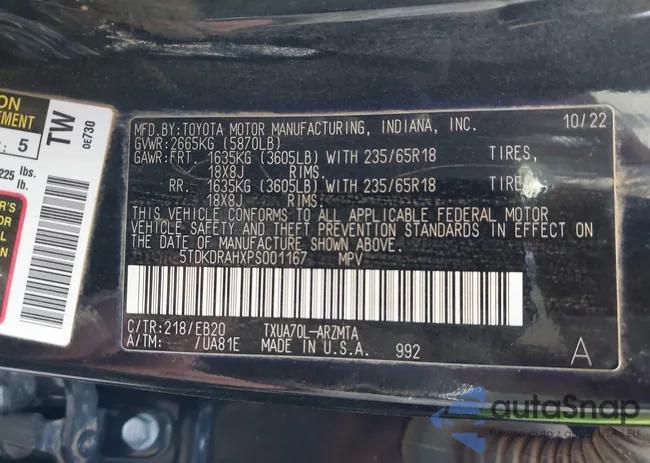 ON
EMENT
: 5
225 lbs.
lb.
R'S
L
TW
OE730
MFD.BY:TOYOTA MOTOR MANUFACTURING, INDIANA, INC. 10/22
GVWR:2665KG (5870LB)
GAWR:FRT. 1635KG (3605LB) WITH 235/65R18 TIRES,
18X8J RIMS.
RR. 1635KG (3605LB) WITH 235/65R18 TIRES,
18X8J RIMS.
THIS VEHICLE CONFORMS TO ALL APPLICABLE FEDERAL MOTOR
VEHICLE SAFETY AND THEFT PREVENTION STANDARDS IN EFFECT ON THE
DATE OF MANUFACTURE SHOWN ABOVE.
5TDKDRAHXPS001167 MPV
C/TR:218/EB20 TXUA70L-ARZMTA
A/TM: /UA81E MADE IN U.S.A. 992 A
autoSnap